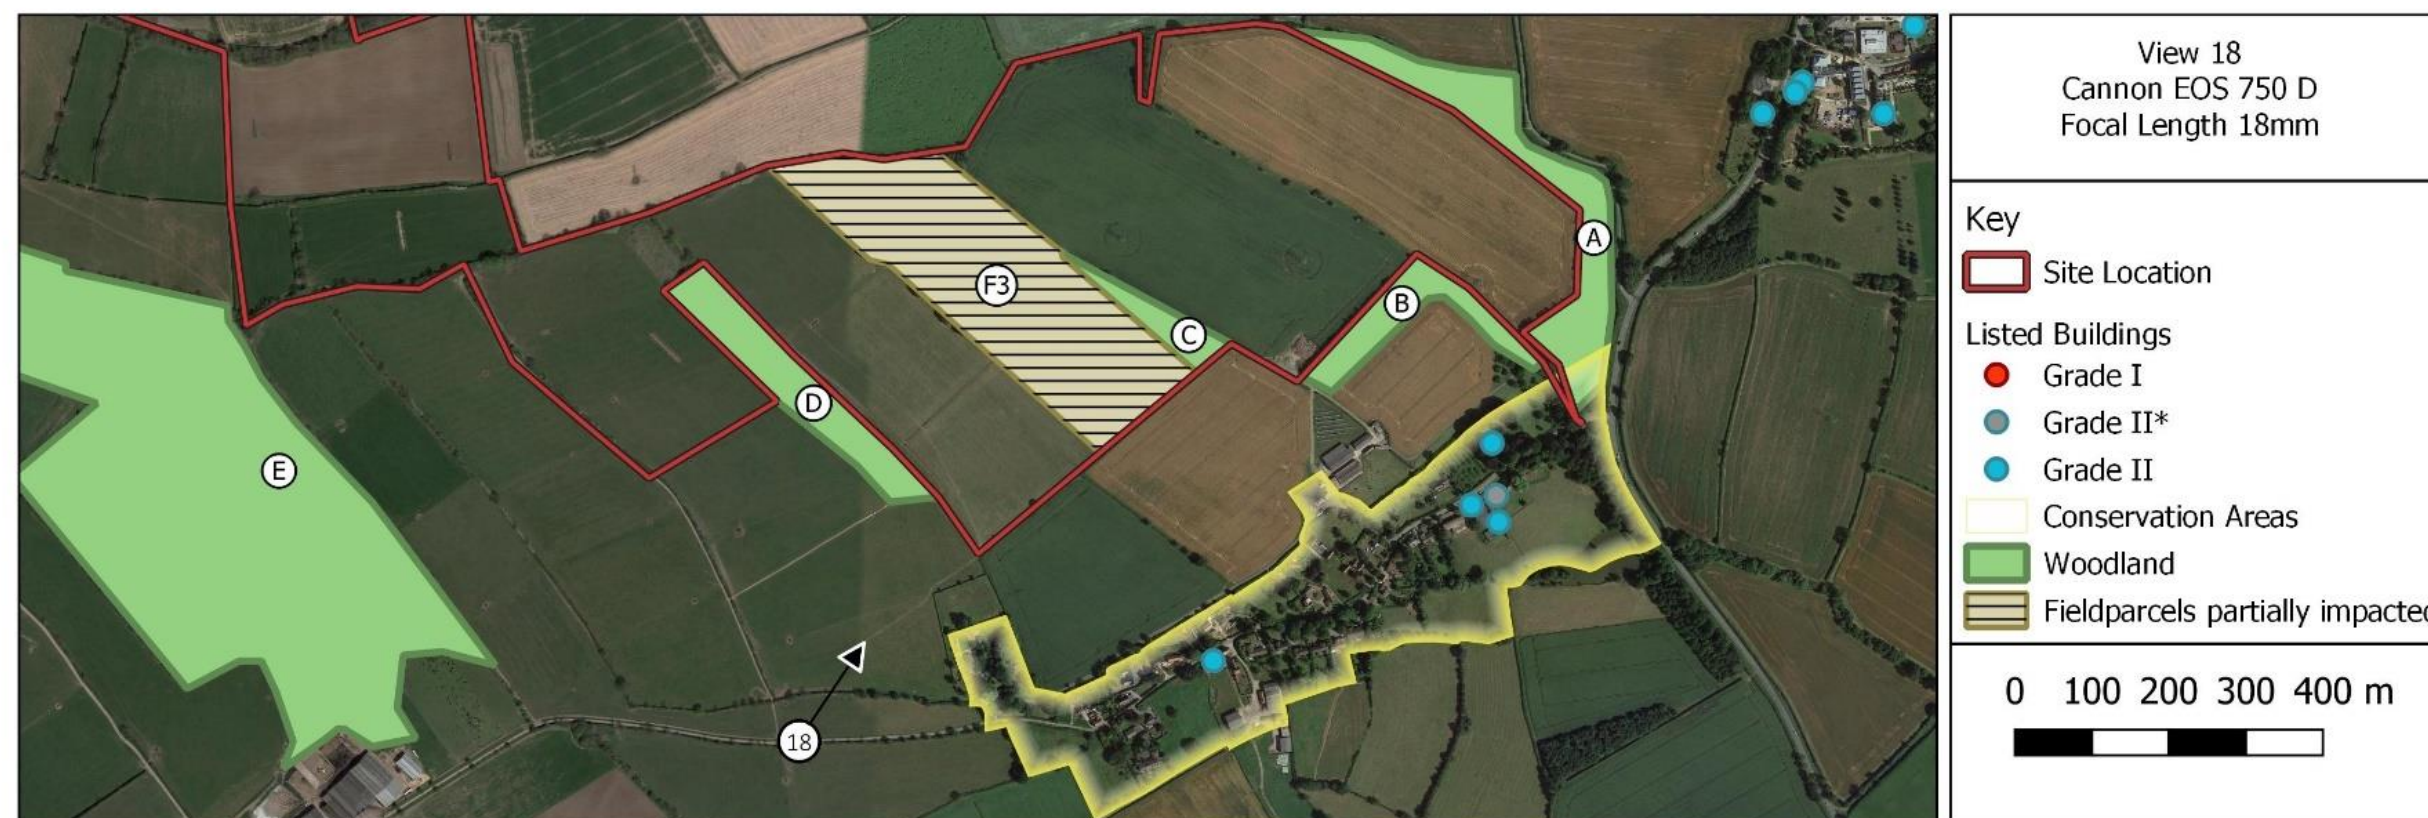 View 18
Cannon EOS 750 D
Focal Length 18mm
Key
Site Location
Listed Buildings
Grade I
Grade II*
Grade II
Conservation Areas
Woodland
Fieldparcels partially impacted
0 100 200 300 400 m
A
B
C
D
E
F3
18